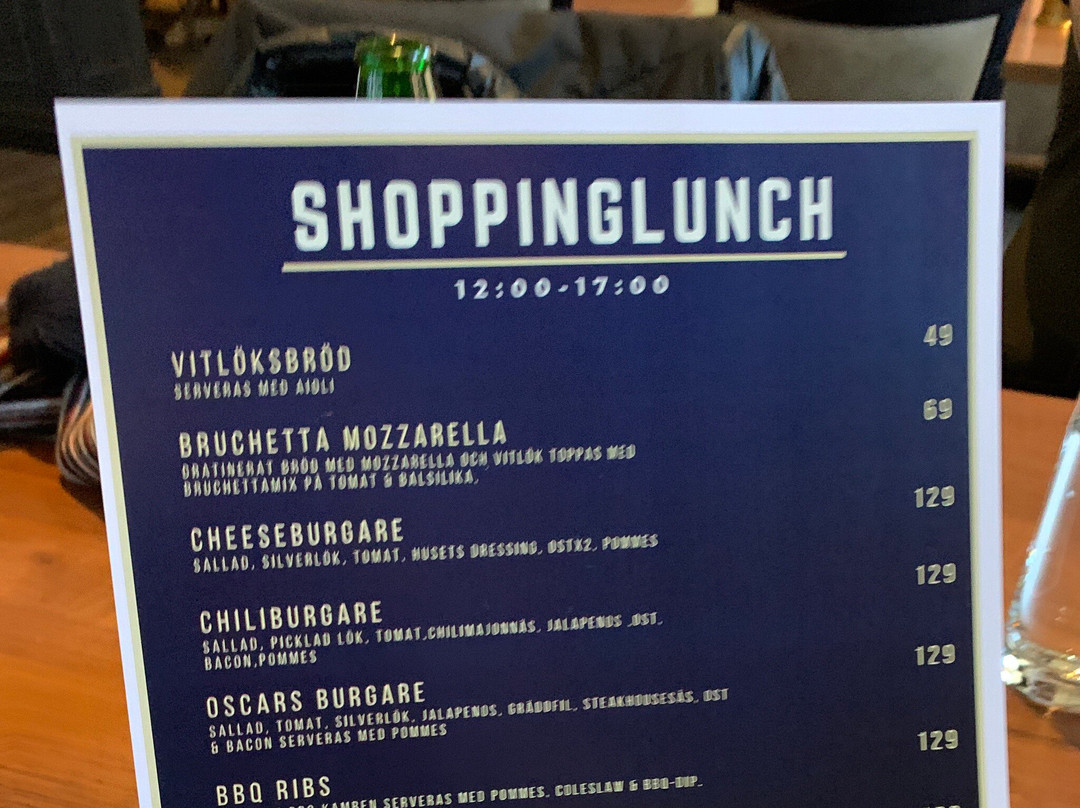 SHOPPINGLUNCH
12:00-17:00
VITLÖKSBRÖD 49
SERVERAS MED AIOLI
BRUCHETTA MOZZARELLA 69
GRATINERAT BRÖD MED MOZZARELLA OCH VITLÖK TOPPAS MED
BRUCHETTAMIX PÅ TOMAT & BALSILIKA.
CHEESEBURGARE 129
SALLAD, SILVERLÖK, TOMAT, HUSETS DRESSING, OSTX2, POMMES
CHILIBURGARE 129
SALLAD, PICKLAD LÖK, TOMAT,CHILIMAJONNÄS, JALAPENOS ,OST,
BACON,POMMES
OSCARS BURGARE 129
SALLAD, TOMAT, SILVERLÖK, JALAPENOS, GRÄDDFIL, STEAKHOUSESÅS, OST
& BACON SERVERAS MED POMMES
BBQ RIBS 129
KAMBEN SERVERAS MED POMMES, COLESLAW & BBQ-DIP.